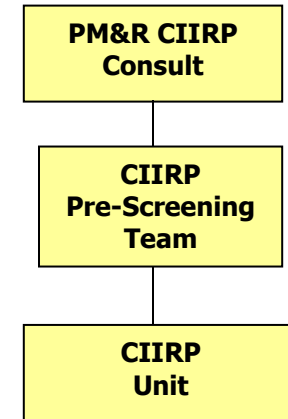 PM&R CIIRP
Consult
CIIRP
Pre-Screening
Team
CIIRP
Unit